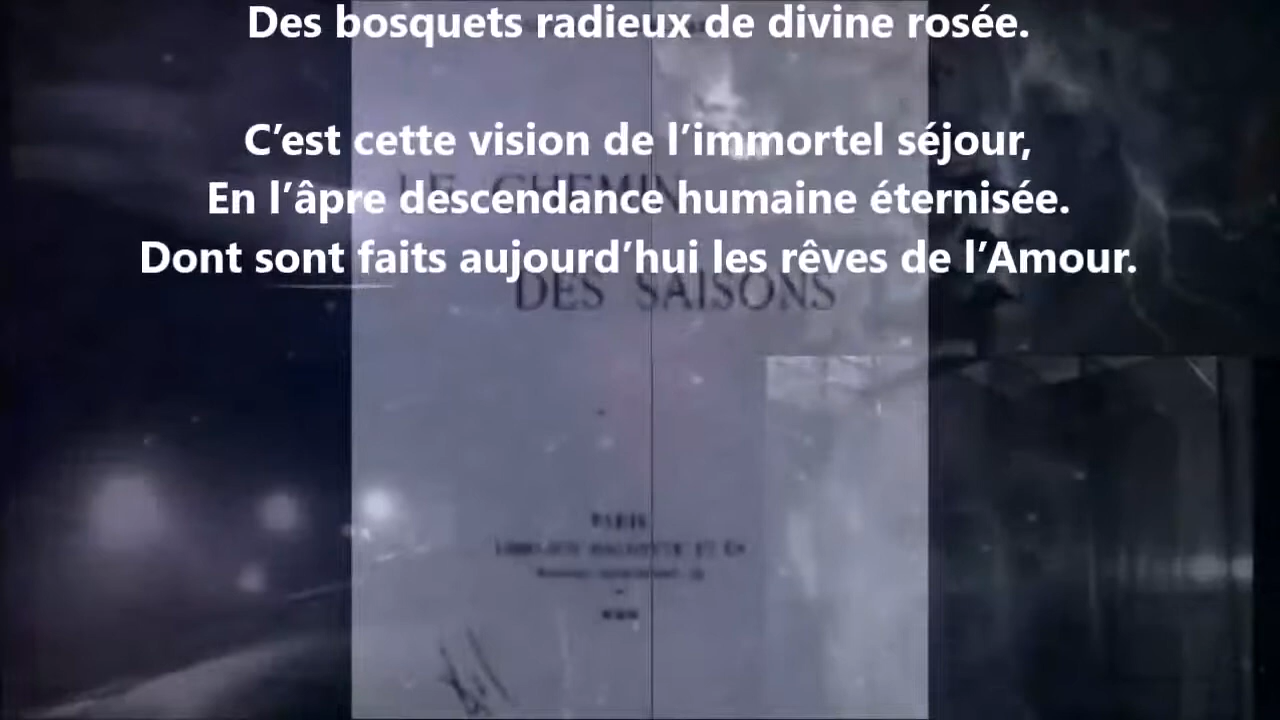 Des bosquets radieux de divine rosée.
C’est cette vision de l’immortel séjour,
En l’âpre descendance humaine éternisée.
Dont sont faits aujourd’hui les rêves de l’Amour.
LE CHEMIN
DES SAISONS
PARIS